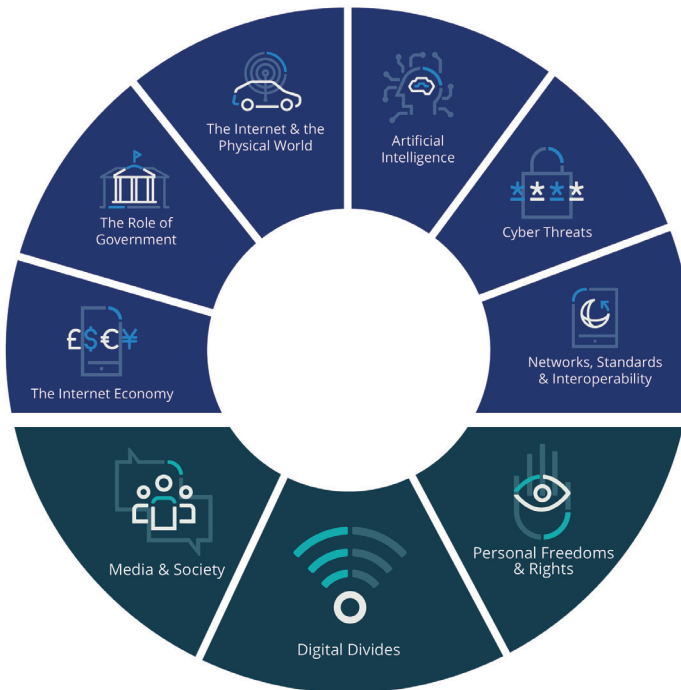 The Internet & the
Physical World
Artificial
Intelligence
The Role of
Government
Cyber Threats
****
Networks, Standards
& Interoperability
£$€¥
The Internet Economy
Media & Society
Personal Freedoms
& Rights
Digital Divides